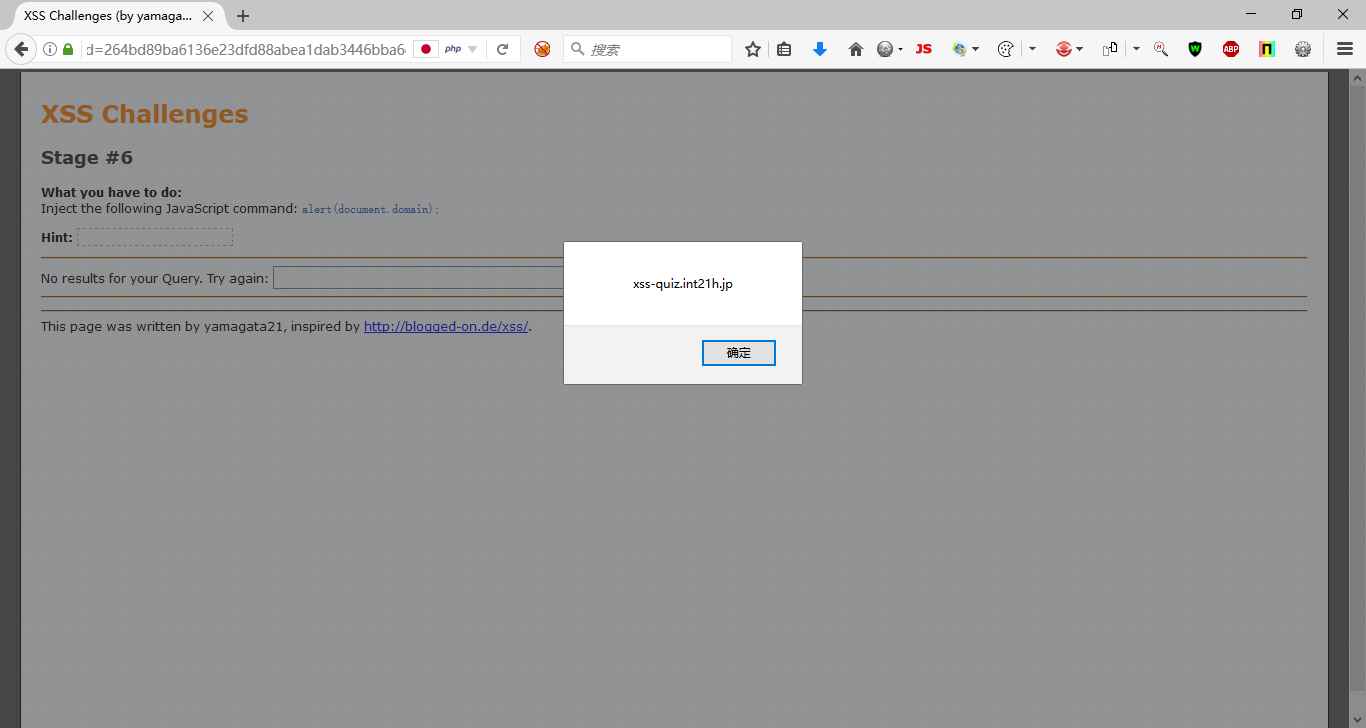 XSS Challenges (by yamaga...
d=264bd89ba6136e23dfd88abea1dab3446bba6
php
搜索
JS
W
ABP
XSS Challenges
Stage #6
What you have to do:
Inject the following JavaScript command: alert(document.domain);
Hint:
No results for your Query. Try again:
This page was written by yamagata21, inspired by http://blogged-on.de/xss/.
xss-quiz.int21h.jp
确定